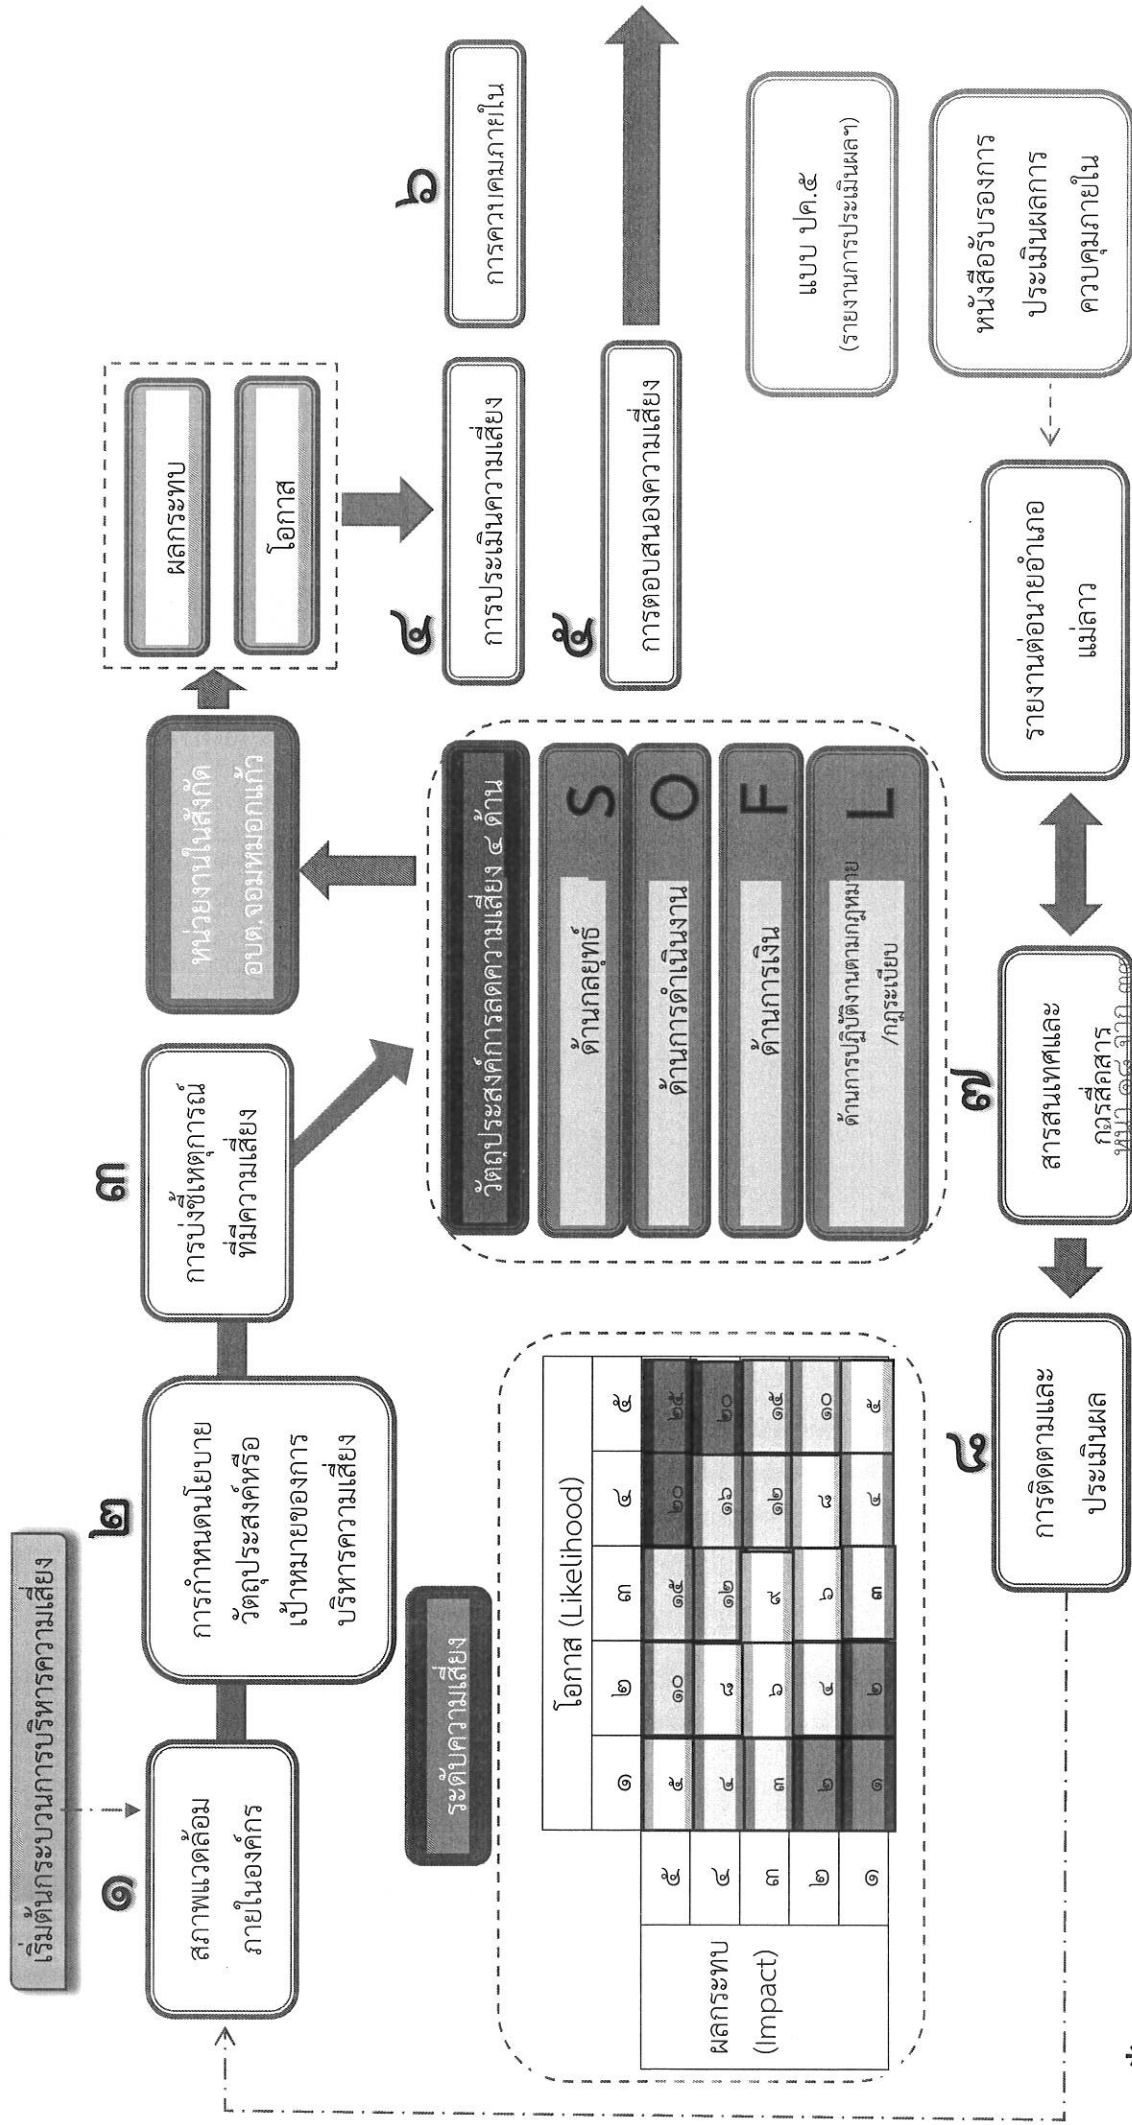 เริ่มต้นกระบวนการบริหารความเสี่ยง
๑
สภาพแวดล้อม
ภายในองค์กร
๒
การกำหนดนโยบาย
วัตถุประสงค์หรือ
เป้าหมายของการ
บริหารความเสี่ยง
๓
การบ่งชี้เหตุการณ์
ที่มีความเสี่ยง
หน่วยงานในสังกัด
อบต.จอมหมอกแก้ว
ผลกระทบ
โอกาส
ระดับความเสี่ยง
โอกาส (Likelihood)
๑ ๒ ๓ ๔ ๕
ผลกระทบ
(Impact)
๕ ๕ ๑๐ ๑๕ ๒๐ ๒๕
๔ ๔ ๘ ๑๒ ๑๖ ๒๐
๓ ๓ ๖ ๙ ๑๒ ๑๕
๒ ๒ ๔ ๖ ๘ ๑๐
๑ ๑ ๒ ๓ ๔ ๕
วัตถุประสงค์การลดความเสี่ยง ๔ ด้าน
ด้านกลยุทธ์ S
ด้านการดำเนินงาน O
ด้านการเงิน F
ด้านการปฏิบัติงานตามกฎหมาย
/กฎระเบียบ L
๔
การประเมินความเสี่ยง
๕
การตอบสนองความเสี่ยง
๖
การควบคมภายใน
แบบ ปค.๕
(รายงานการประเมินผลฯ)
หนังสือรับรองการ
ประเมินผลการ
ควบคุมภายใน
รายงานต่อนายอำเภอ
แม่ลาว
๗
สารสนเทศและ
การสื่อสาร
๘
การติดตามและ
ประเมินผล